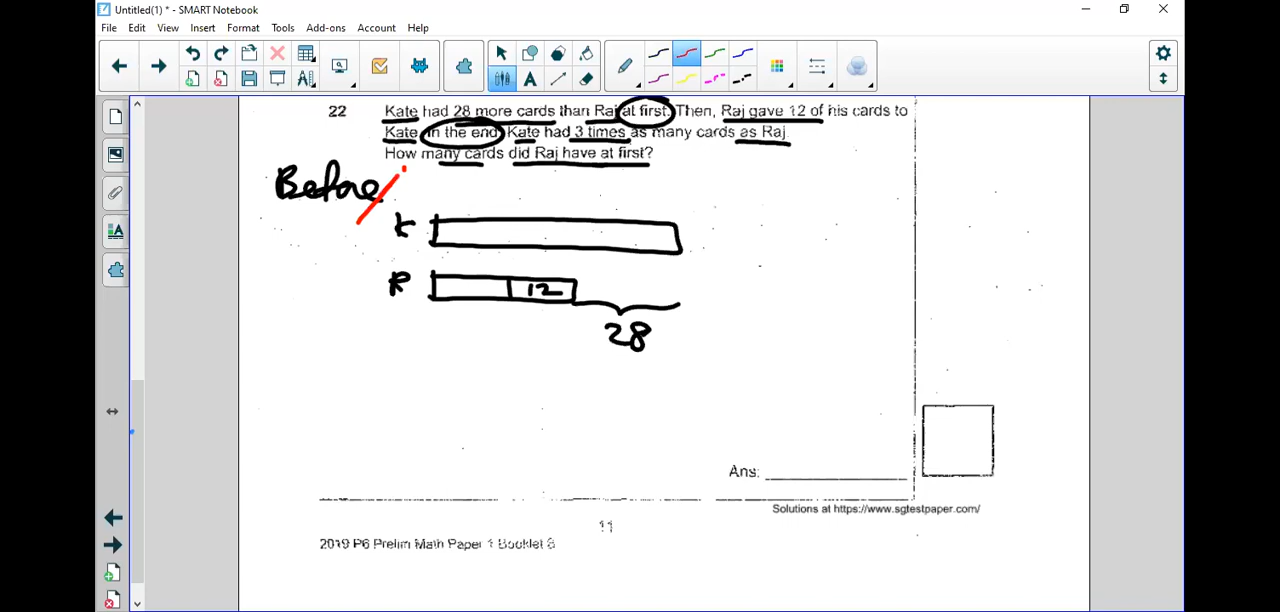 Untitled(1) * - SMART Notebook
File Edit View Insert Format Tools Add-ons Account Help
22 Kate had 28 more cards than Raj at first. Then, Raj gave 12 of his cards to
Kate. In the end, Kate had 3 times as many cards as Raj.
How many cards did Raj have at first?
Before
K
R 12
28
Ans:
Solutions at https://www.sgtestpaper.com/
11
2019 P6 Prelim Math Paper 1 Booklet B